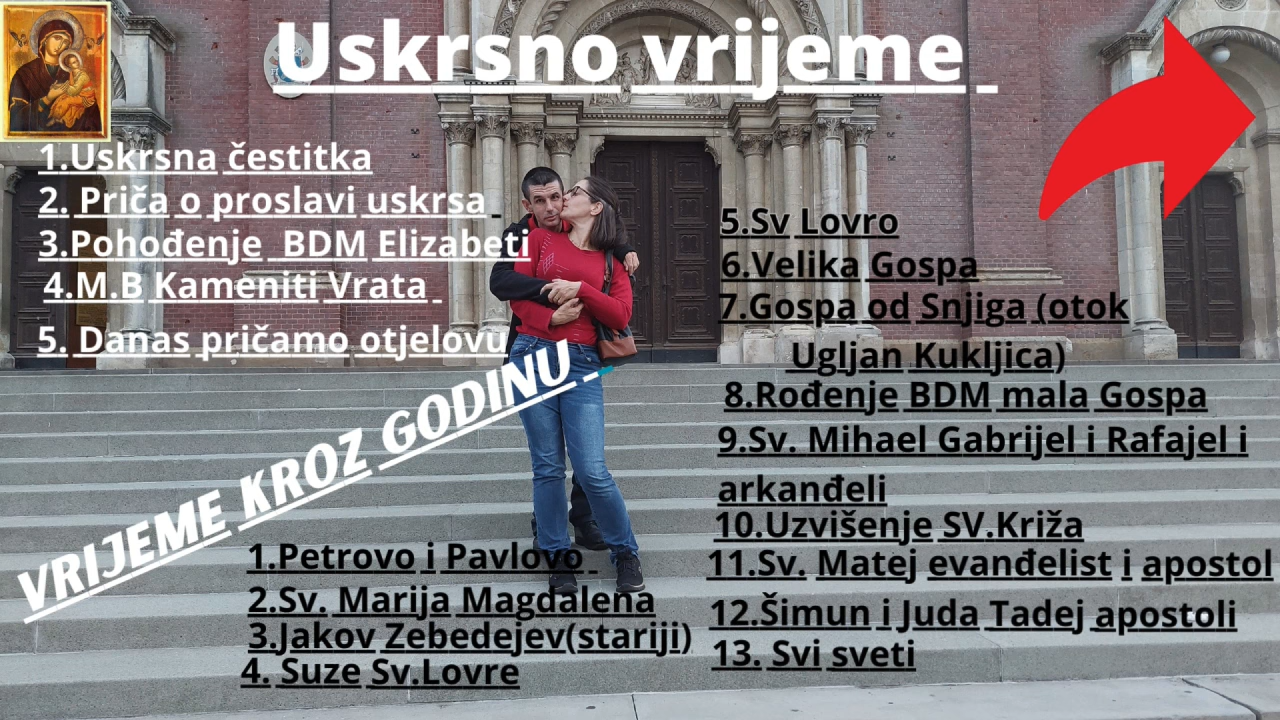 Uskrsno vrijeme
1.Uskrsna čestitka
2. Priča o proslavi uskrsa
3.Pohođenje BDM Elizabeti
4.M.B Kameniti Vrata
5. Danas pričamo otjelovu
VRIJEME KROZ GODINU
1.Petrovo i Pavlovo
2.Sv. Marija Magdalena
3.Jakov Zebedejev(stariji)
4. Suze Sv.Lovre
5.Sv Lovro
6.Velika Gospa
7.Gospa od Snjiga (otok
Ugljan Kukljica)
8.Rođenje BDM mala Gospa
9.Sv. Mihael Gabrijel i Rafajel i
arkanđeli
10.Uzvišenje SV.Križa
11.Sv. Matej evanđelist i apostol
12.Šimun i Juda Tadej apostoli
13. Svi sveti